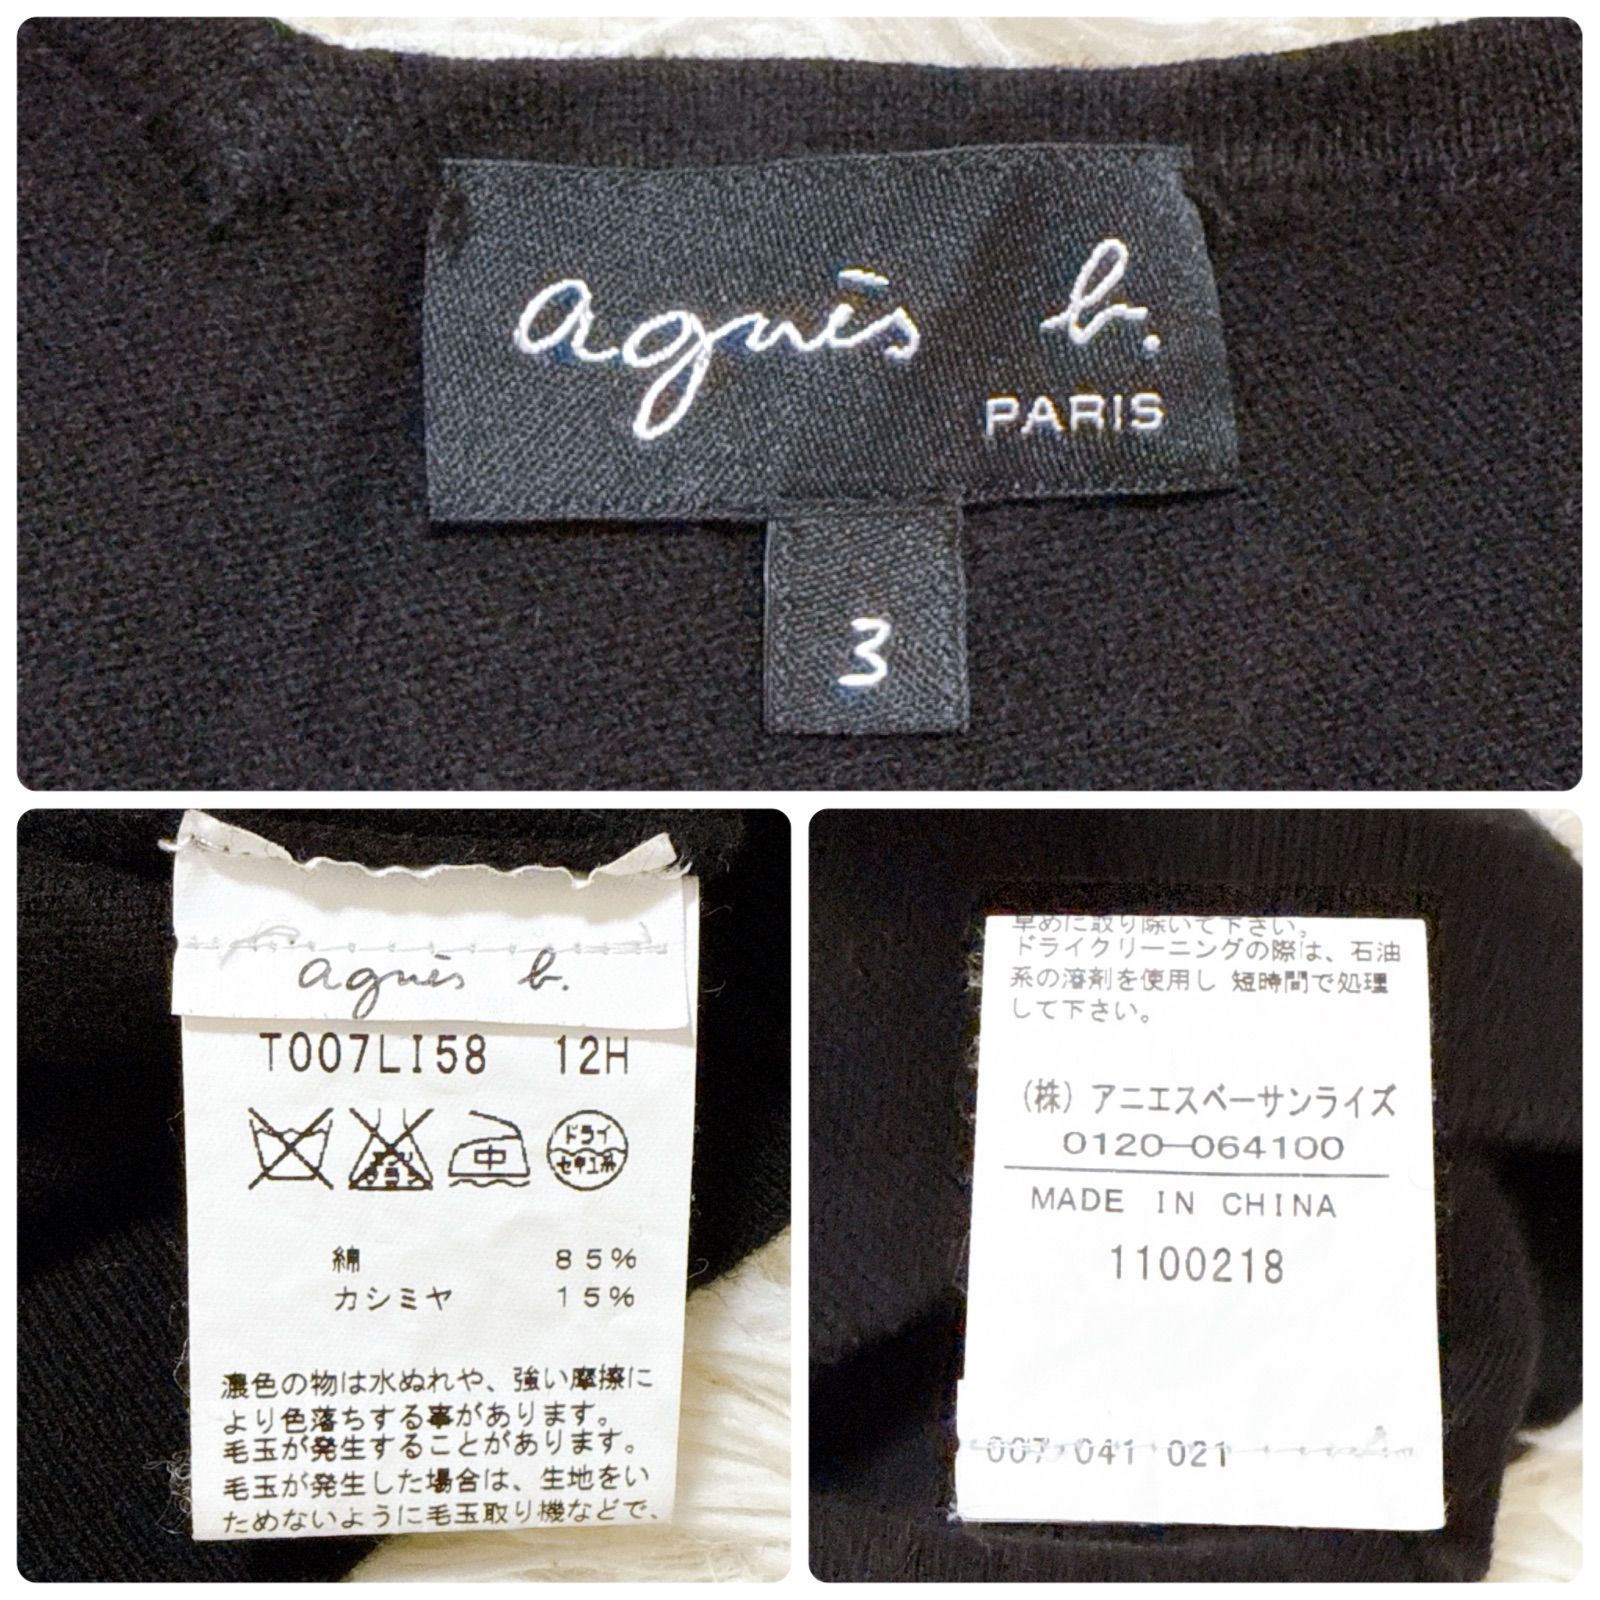 agnès b.
PARIS
3
agnès b.
T007LI58 12H
エンソ
サラシ
中
ドライ
セキユ系
綿 85%
カシミヤ 15%
濃色の物は水ぬれや、強い摩擦に
より色落ちする事があります。
毛玉が発生することがあります。
毛玉が発生した場合は、生地をい
ためないように毛玉取り機などで、
早めに取り除いて下さい。
ドライクリーニングの際は、石油
系の溶剤を使用し 短時間で処理
して下さい。
(株)アニエスベーサンライズ
0120-064100
MADE IN CHINA
1100218
007 041 021